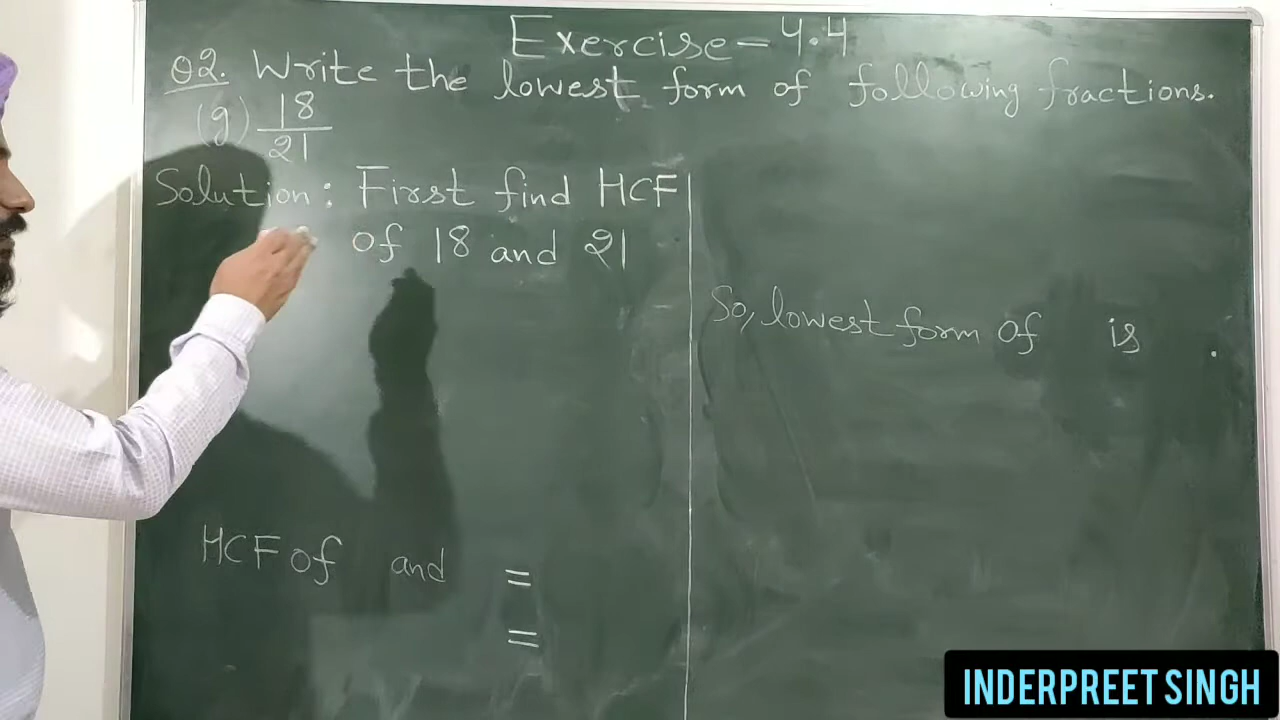 Exercise - 4.4
Q2. Write the lowest form of following fractions.
(g) 18/21
Solution: First find HCF
of 18 and 21
HCF of and =
=
So, lowest form of is .
INDERPREET SINGH